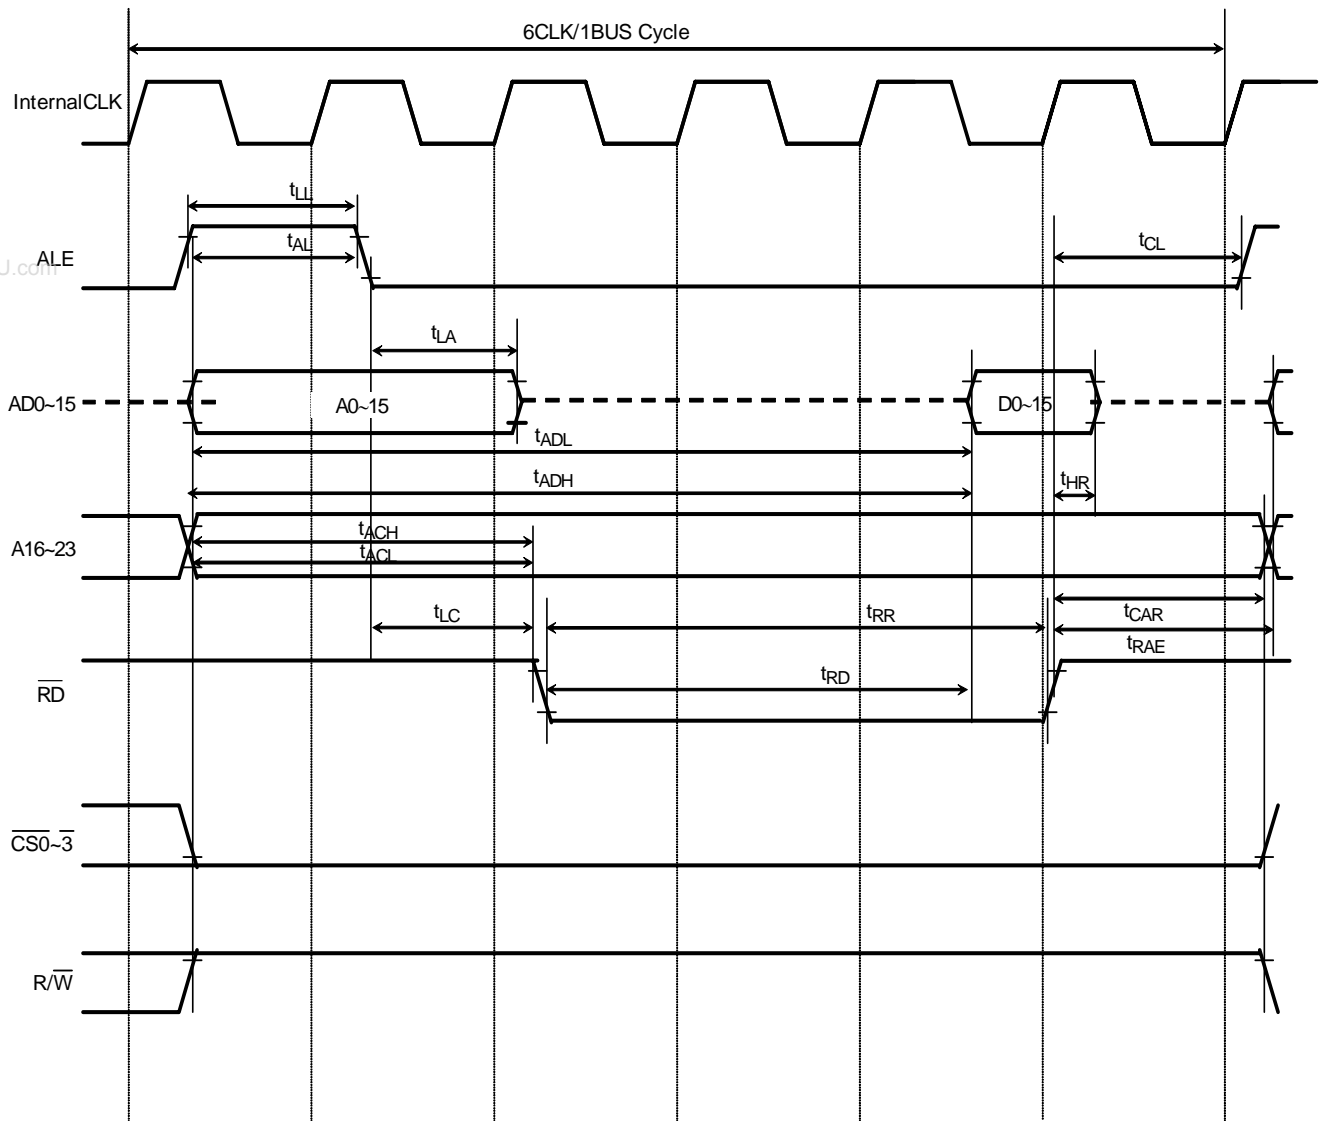 6CLK/1BUS Cycle
InternalCLK
tLL
tAL
tCL
ALE
U.com
tLA
AD0~15
A0~15
D0~15
tADL
tADH
tHR
tACH
A16~23
tACL
tLC
tRR
tCAR
tRAE
RD
tRD
CS0~3
R/W